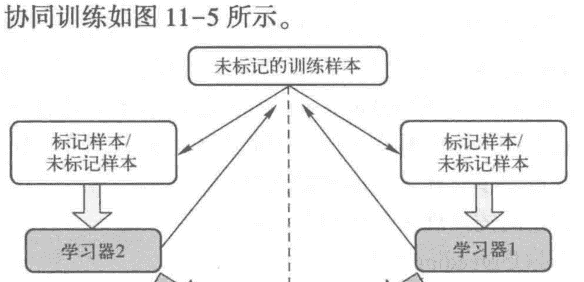 协同训练如图 11-5 所示。
未标记的训练样本
标记样本/
未标记样本
标记样本/
未标记样本
学习器2
学习器1